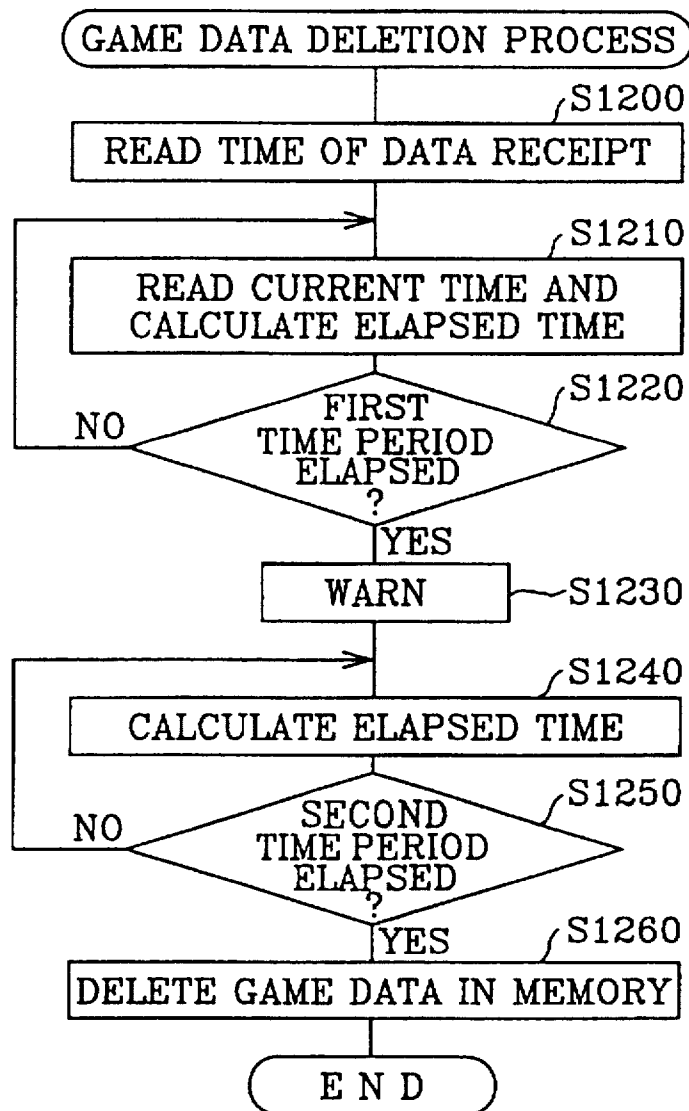 GAME DATA DELETION PROCESS
S1200
READ TIME OF DATA RECEIPT
S1210
READ CURRENT TIME AND
CALCULATE ELAPSED TIME
S1220
FIRST
TIME PERIOD
ELAPSED
?
NO
YES
WARN
S1230
S1240
CALCULATE ELAPSED TIME
S1250
SECOND
TIME PERIOD
ELAPSED
?
NO
YES
S1260
DELETE GAME DATA IN MEMORY
END